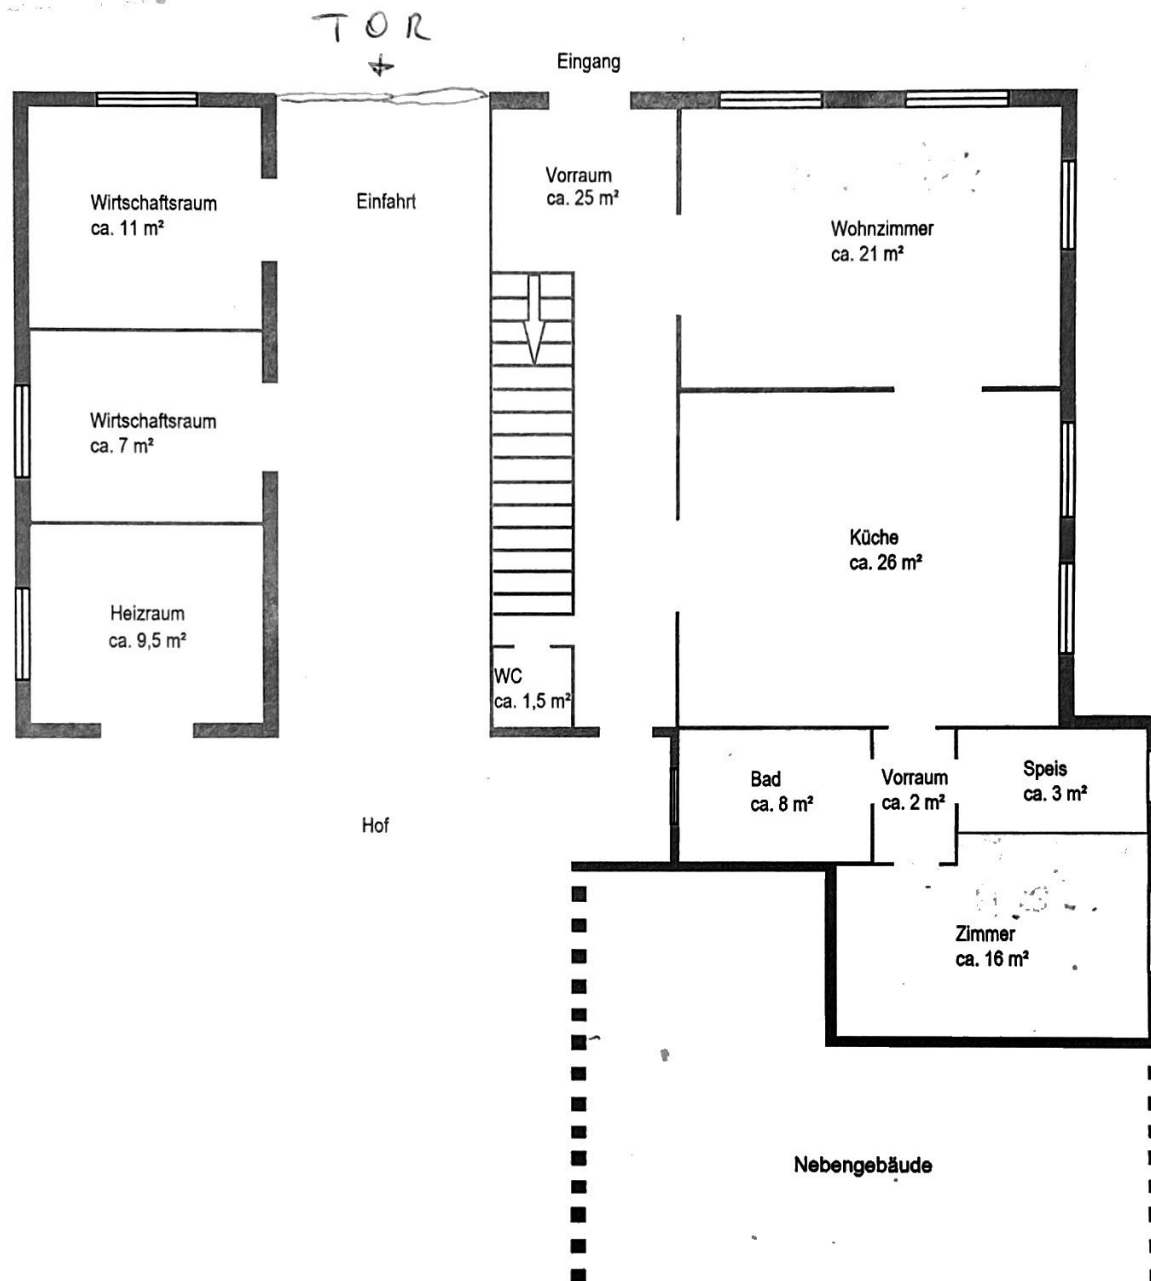 TOR
Eingang
Vorraum
ca. 25 m²
Wirtschaftsraum
ca. 11 m²
Einfahrt
Wohnzimmer
ca. 21 m²
Wirtschaftsraum
ca. 7 m²
Küche
ca. 26 m²
Heizraum
ca. 9,5 m²
WC
ca. 1,5 m²
Bad
ca. 8 m²
Vorraum
ca. 2 m²
Speis
ca. 3 m²
Hof
Zimmer
ca. 16 m²
Nebengebäude